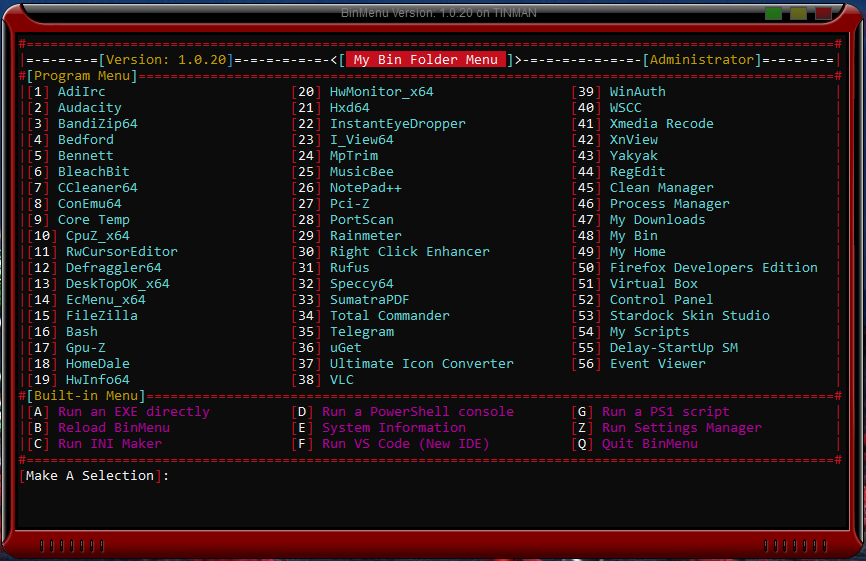 BinMenu Version: 1.0.20 on TINMAN
#=====================================================================================================#
|=--------[Version: 1.0.20]=-----------<[ My Bin Folder Menu ]>-=-------------[Administrator]=--------|
#[Program Menu]=======================================================================================#
|[1] AdiIrc [20] HwMonitor_x64 [39] WinAuth |
|[2] Audacity [21] Hxd64 [40] WSCC |
|[3] BandiZip64 [22] InstantEyeDropper [41] Xmedia Recode |
|[4] Bedford [23] I_View64 [42] XnView |
|[5] Bennett [24] MpTrim [43] Yakyak |
|[6] BleachBit [25] MusicBee [44] RegEdit |
|[7] CCleaner64 [26] NotePad++ [45] Clean Manager |
|[8] ConEmu64 [27] Pci-Z [46] Process Manager |
|[9] Core Temp [28] PortScan [47] My Downloads |
|[10] CpuZ_x64 [29] Rainmeter [48] My Bin |
|[11] RwCursorEditor [30] Right Click Enhancer [49] My Home |
|[12] Defraggler64 [31] Rufus [50] Firefox Developers Edition |
|[13] DeskTopOK_x64 [32] Speccy64 [51] Virtual Box |
|[14] EcMenu_x64 [33] SumatraPDF [52] Control Panel |
|[15] FileZilla [34] Total Commander [53] Stardock Skin Studio |
|[16] Bash [35] Telegram [54] My Scripts |
|[17] Gpu-Z [36] uGet [55] Delay-StartUp SM |
|[18] HomeDale [37] Ultimate Icon Converter [56] Event Viewer |
|[19] HwInfo64 [38] VLC |
#[Built-in Menu]======================================================================================#
|[A] Run an EXE directly [D] Run a PowerShell console [G] Run a PS1 script |
|[B] Reload BinMenu [E] System Information [Z] Run Settings Manager |
|[C] Run INI Maker [F] Run VS Code (New IDE) [Q] Quit BinMenu |
#=====================================================================================================#
[Make A Selection]: